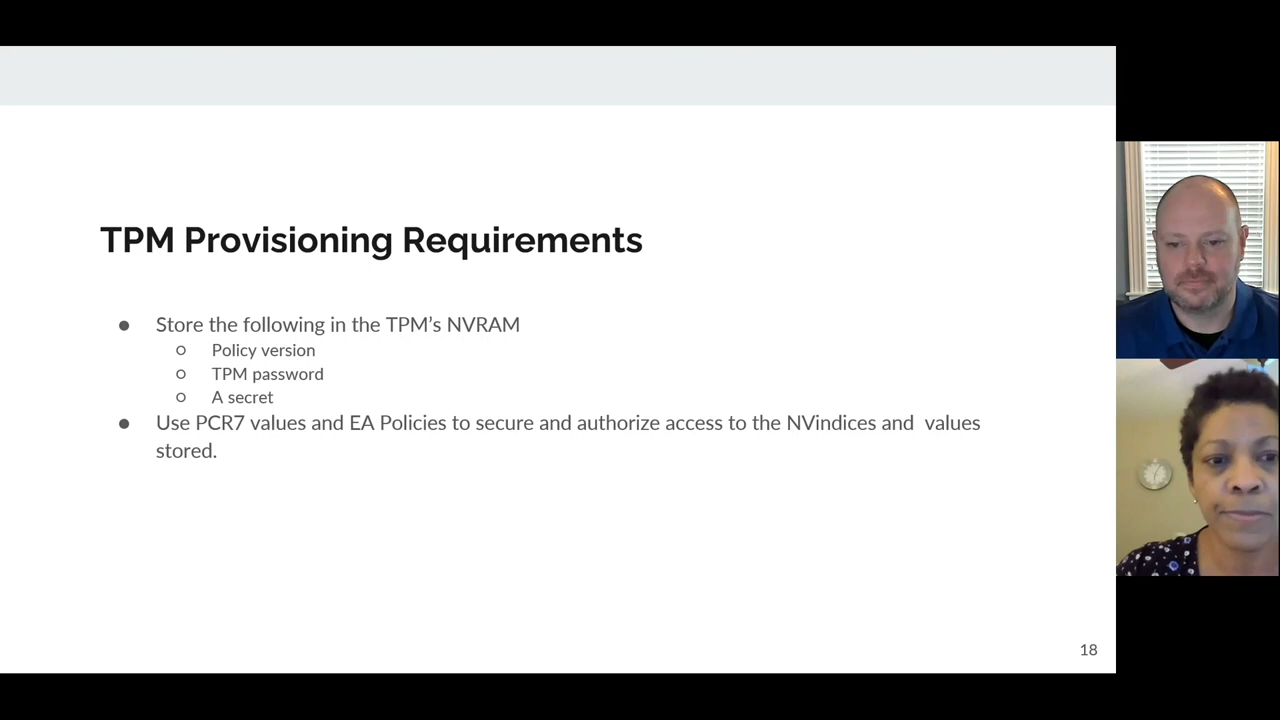 TPM Provisioning Requirements
● Store the following in the TPM’s NVRAM
○ Policy version
○ TPM password
○ A secret
● Use PCR7 values and EA Policies to secure and authorize access to the NVindices and  values
stored.
18